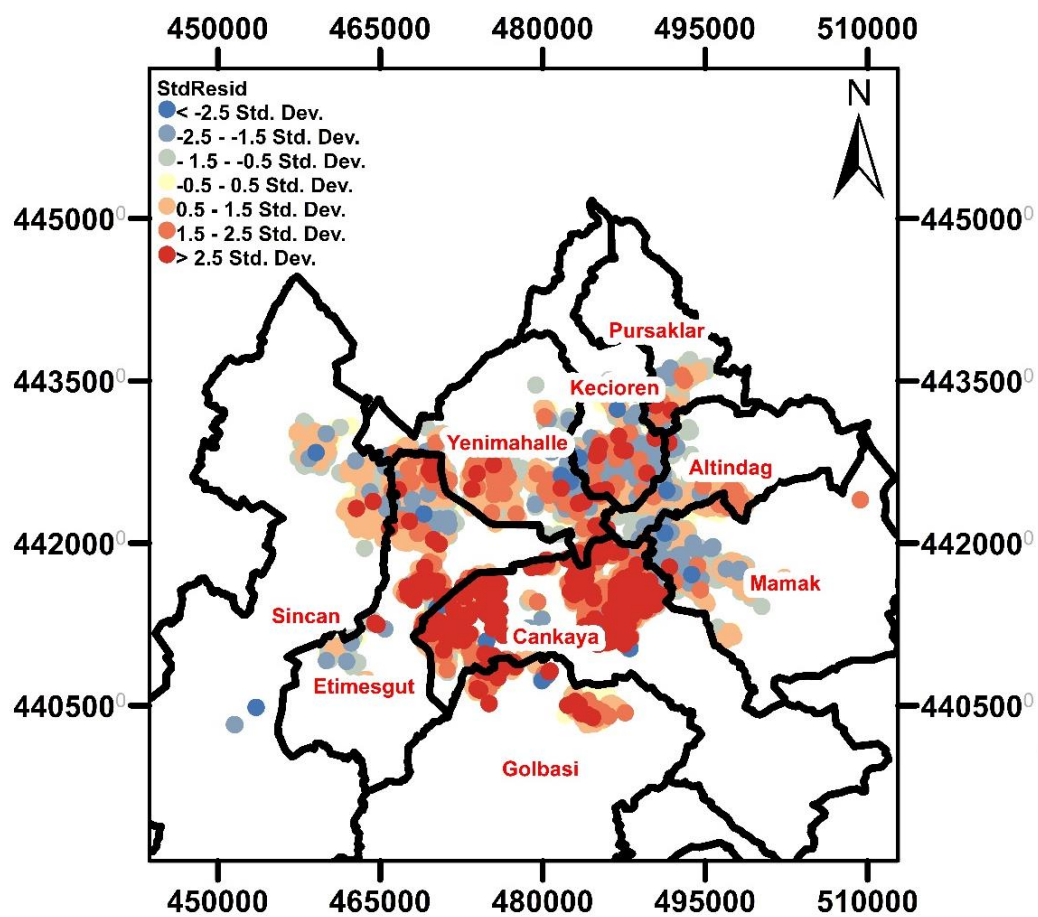 450000 465000 480000 495000 510000
N
StdResid
< -2.5 Std. Dev.
-2.5 - -1.5 Std. Dev.
- 1.5 - -0.5 Std. Dev.
-0.5 - 0.5 Std. Dev.
0.5 - 1.5 Std. Dev.
1.5 - 2.5 Std. Dev.
> 2.5 Std. Dev.
4450000 4450000
Pursaklar
4435000 4435000
Kecioren
Yenimahalle
Altindag
4420000 4420000
Mamak
Sincan
Cankaya
Etimesgut
4405000 4405000
Golbasi
450000 465000 480000 495000 510000